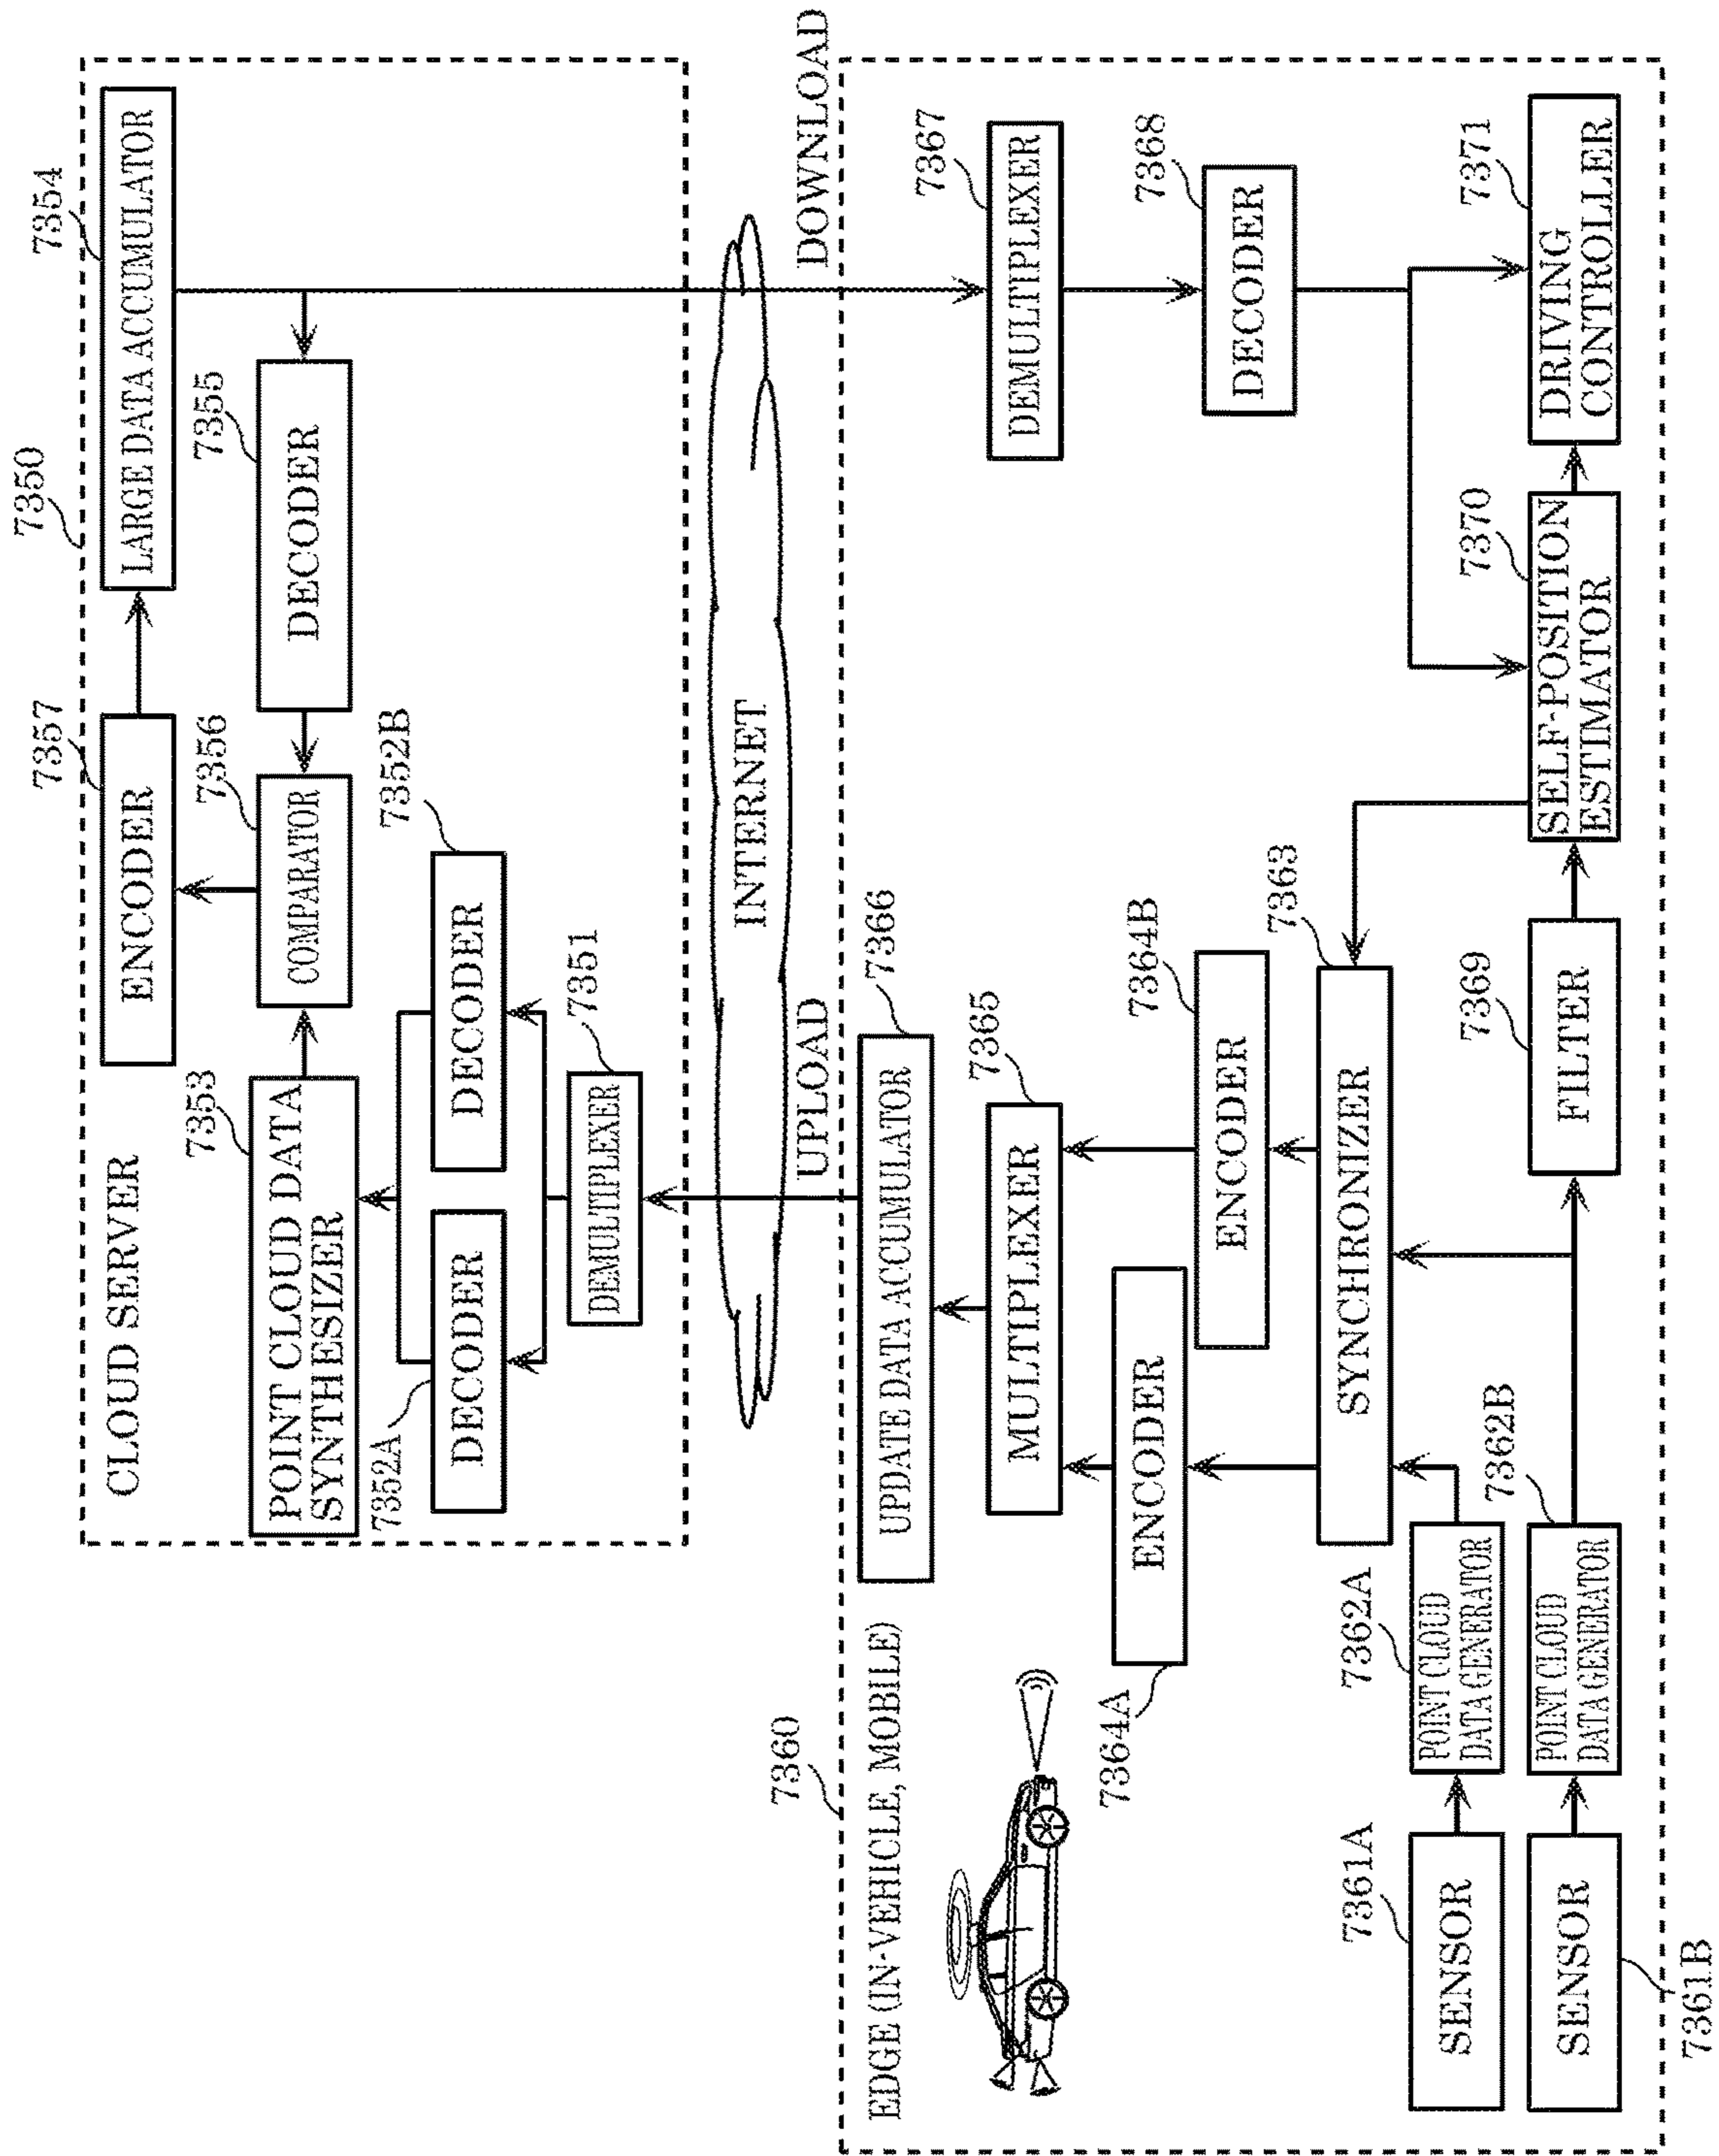 7350
CLOUD SERVER
7357
ENCODER
7354
LARGE DATA ACCUMULATOR
7353
POINT CLOUD DATA
SYNTHESIZER
7356
COMPARATOR
7355
DECODER
7352A
DECODER
7352B
DECODER
7351
DEMULTIPLEXER
INTERNET
UPLOAD
DOWNLOAD
7360
EDGE (IN-VEHICLE, MOBILE)
7366
UPDATE DATA ACCUMULATOR
7365
MULTIPLEXER
7367
DEMULTIPLEXER
7364A
ENCODER
7364B
ENCODER
7368
DECODER
7363
SYNCHRONIZER
7361A
SENSOR
7362A
POINT CLOUD
DATA GENERATOR
7361B
SENSOR
7362B
POINT CLOUD
DATA GENERATOR
7369
FILTER
7370
SELF-POSITION
ESTIMATOR
7371
DRIVING
CONTROLLER